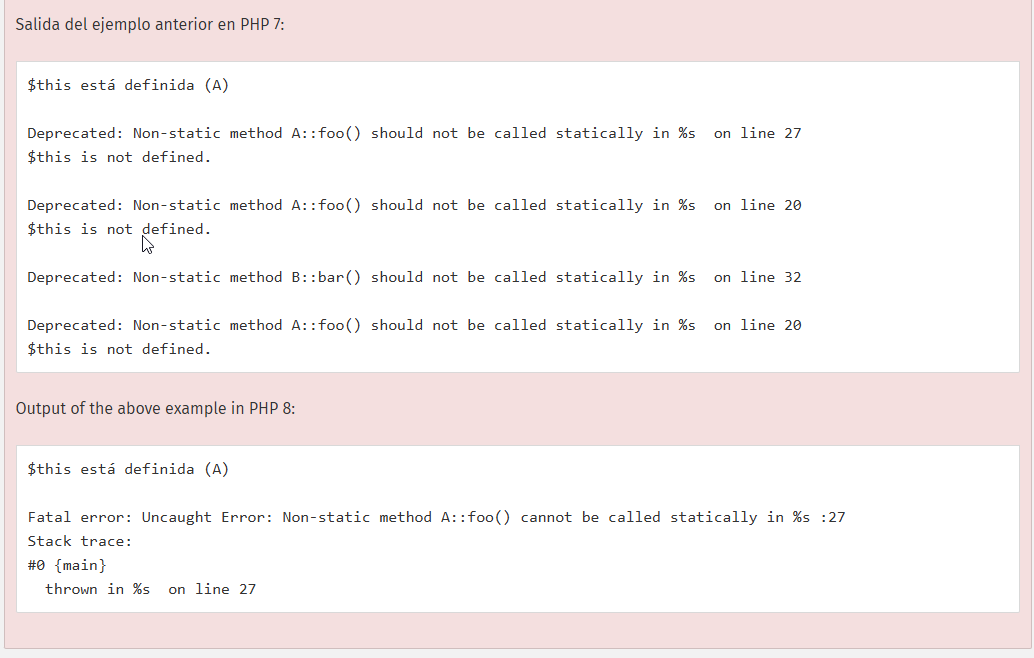 Salida del ejemplo anterior en PHP 7:
$this está definida (A)
Deprecated: Non-static method A::foo() should not be called statically in %s  on line 27
$this is not defined.
Deprecated: Non-static method A::foo() should not be called statically in %s  on line 20
$this is not defined.
Deprecated: Non-static method B::bar() should not be called statically in %s  on line 32
Deprecated: Non-static method A::foo() should not be called statically in %s  on line 20
$this is not defined.
Output of the above example in PHP 8:
$this está definida (A)
Fatal error: Uncaught Error: Non-static method A::foo() cannot be called statically in %s :27
Stack trace:
#0 {main}
  thrown in %s  on line 27